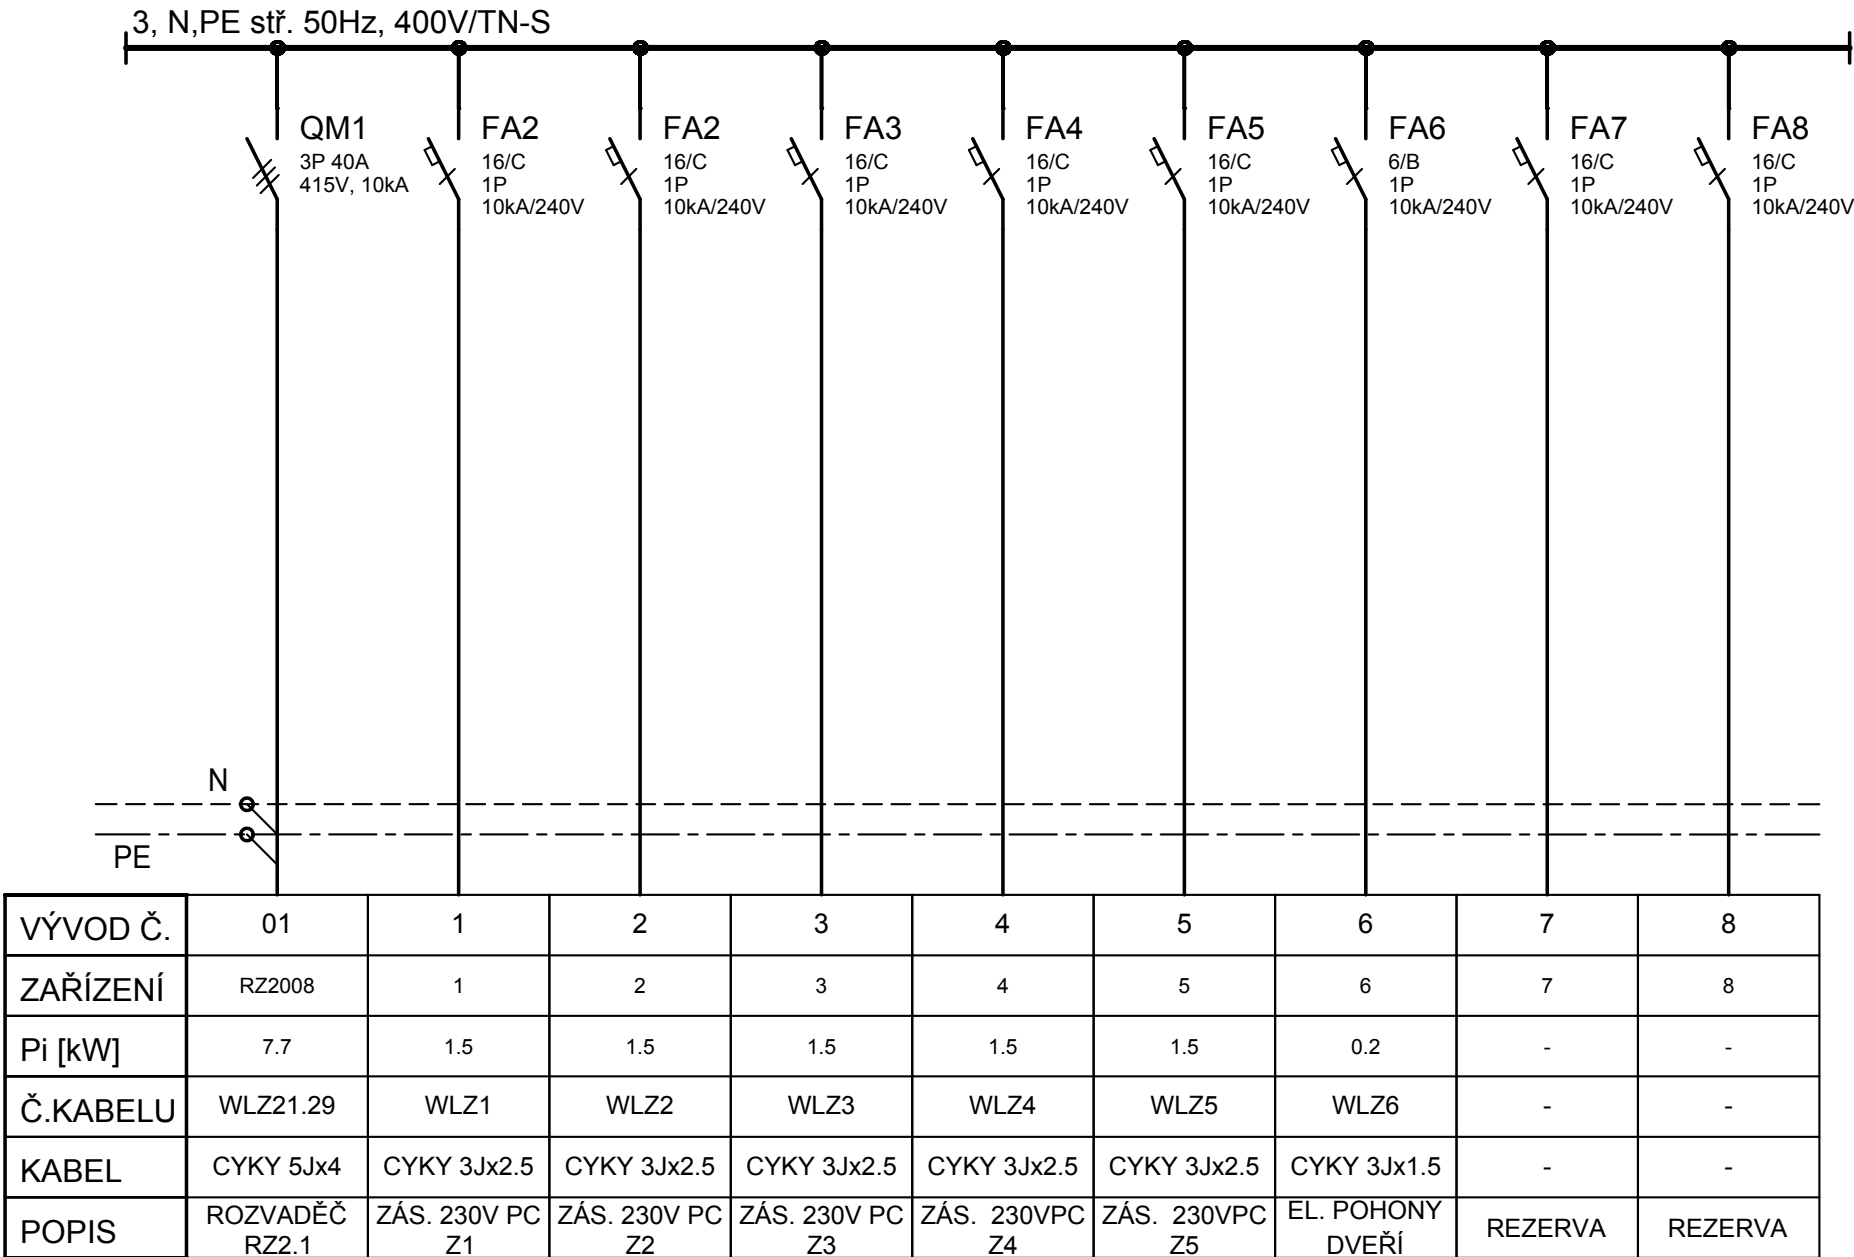 3, N,PE stř. 50Hz, 400V/TN-S
QM1
3P 40A
415V, 10kA
FA2
16/C
1P
10kA/240V
FA2
16/C
1P
10kA/240V
FA3
16/C
1P
10kA/240V
FA4
16/C
1P
10kA/240V
FA5
16/C
1P
10kA/240V
FA6
6/B
1P
10kA/240V
FA7
16/C
1P
10kA/240V
FA8
16/C
1P
10kA/240V
N
PE
VÝVOD Č. 01 1 2 3 4 5 6 7 8
ZAŘÍZENÍ RZ2008 1 2 3 4 5 6 7 8
Pi [kW] 7.7 1.5 1.5 1.5 1.5 1.5 0.2 - -
Č.KABELU WLZ21.29 WLZ1 WLZ2 WLZ3 WLZ4 WLZ5 WLZ6 - -
KABEL CYKY 5Jx4 CYKY 3Jx2.5 CYKY 3Jx2.5 CYKY 3Jx2.5 CYKY 3Jx2.5 CYKY 3Jx2.5 CYKY 3Jx1.5 - -
POPIS
ROZVADĚČ
RZ2.1
ZÁS. 230V PC
Z1
ZÁS. 230V PC
Z2
ZÁS. 230V PC
Z3
ZÁS. 230VPC
Z4
ZÁS. 230VPC
Z5
EL. POHONY
DVEŘÍ
REZERVA
REZERVA